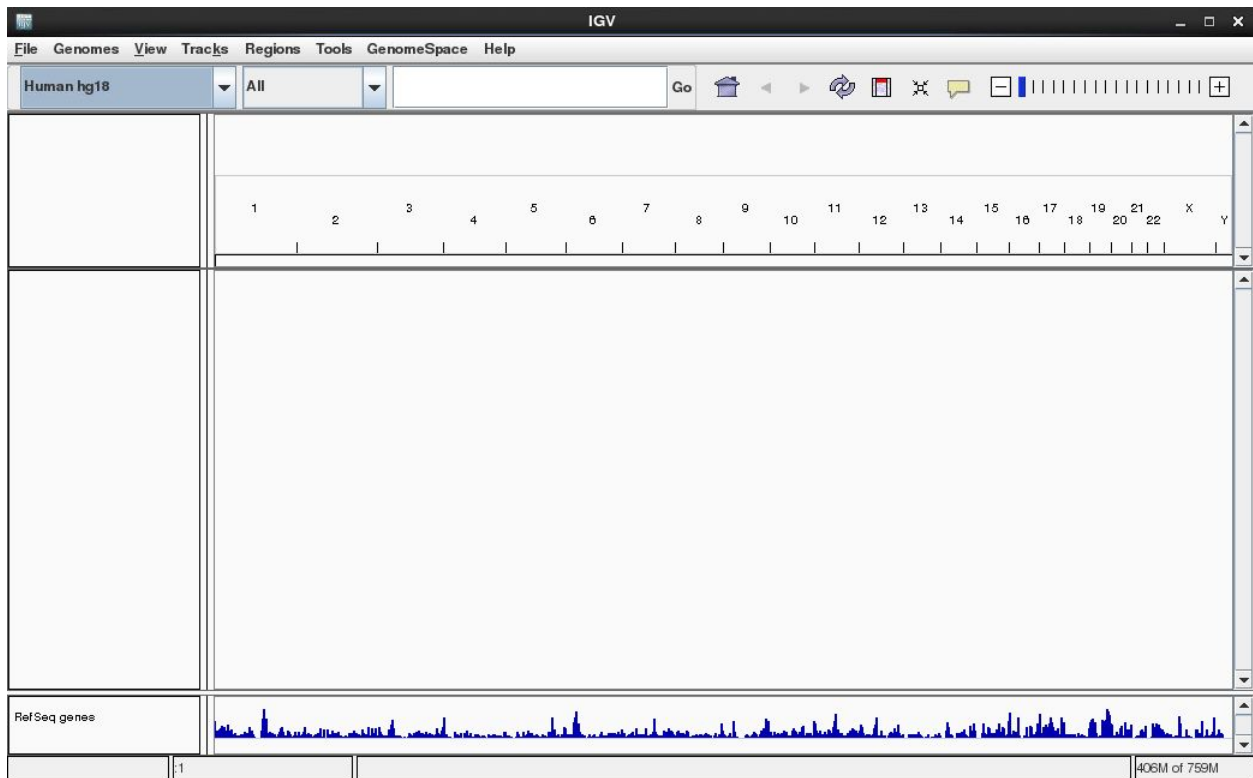 IGV
File Genomes View Tracks Regions Tools GenomeSpace Help
Human hg18 All Go
1 2 3 4 5 6 7 8 9 10 11 12 13 14 15 16 17 18 19 20 21 22 X Y
RefSeq genes
:1 406M of 759M